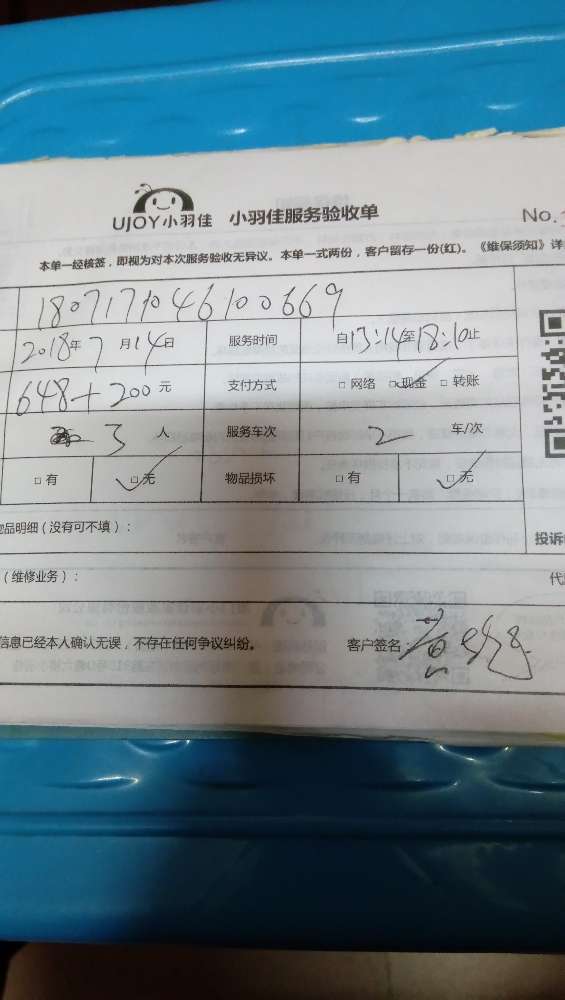 UJOY小羽佳 小羽佳服务验收单
No.
本单一经核签，即视为对本次服务验收无异议。本单一式两份，客户留存一份(红)。《维保须知》详
1807171046100669
2018年7月14日 服务时间 自13:14至18:10止
648+200元 支付方式 □网络 □现金 □转账
3人 服务车次 2 车/次
□有 □无 物品损坏 □有 □无
品明细（没有可不填）：
投诉
（维修业务）：
代
信息已经本人确认无误，不存在任何争议纠纷。 客户签名：黄